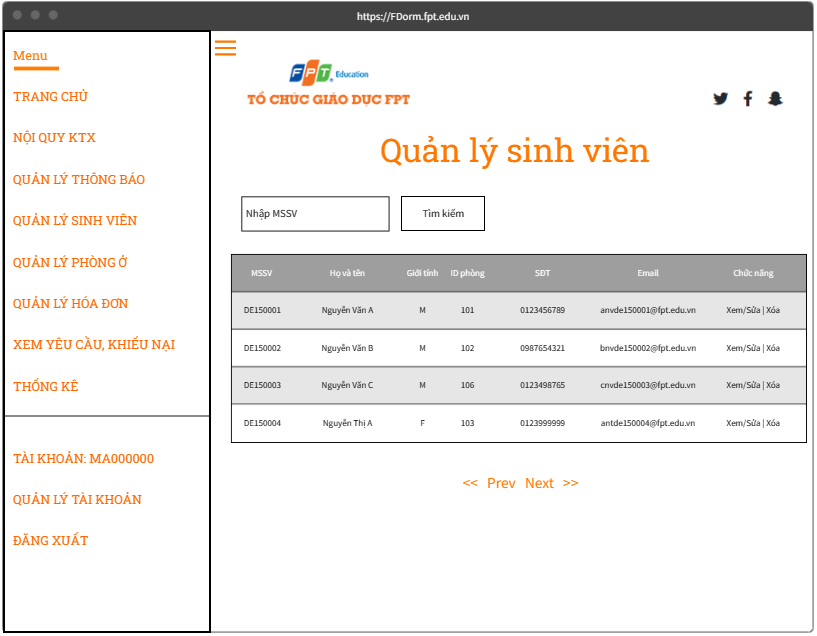 https://FDorm.fpt.edu.vn
Menu
TRANG CHỦ
NỘI QUY KTX
QUẢN LÝ THÔNG BÁO
QUẢN LÝ SINH VIÊN
QUẢN LÝ PHÒNG Ở
QUẢN LÝ HÓA ĐƠN
XEM YÊU CẦU, KHIẾU NẠI
THỐNG KÊ
TÀI KHOẢN: MA000000
QUẢN LÝ TÀI KHOẢN
ĐĂNG XUẤT
FPT Education
TỔ CHỨC GIÁO DỤC FPT
Quản lý sinh viên
Nhập MSSV Tìm kiếm
MSSV Họ và tên Giới tính ID phòng SĐT Email Chức năng
DE150001 Nguyễn Văn A M 101 0123456789 anvde150001@fpt.edu.vn Xem/Sửa | Xóa
DE150002 Nguyễn Văn B M 102 0987654321 bnvde150002@fpt.edu.vn Xem/Sửa | Xóa
DE150003 Nguyễn Văn C M 106 0123498765 cnvde150003@fpt.edu.vn Xem/Sửa | Xóa
DE150004 Nguyễn Thị A F 103 0123999999 antde150004@fpt.edu.vn Xem/Sửa | Xóa
<< Prev Next >>